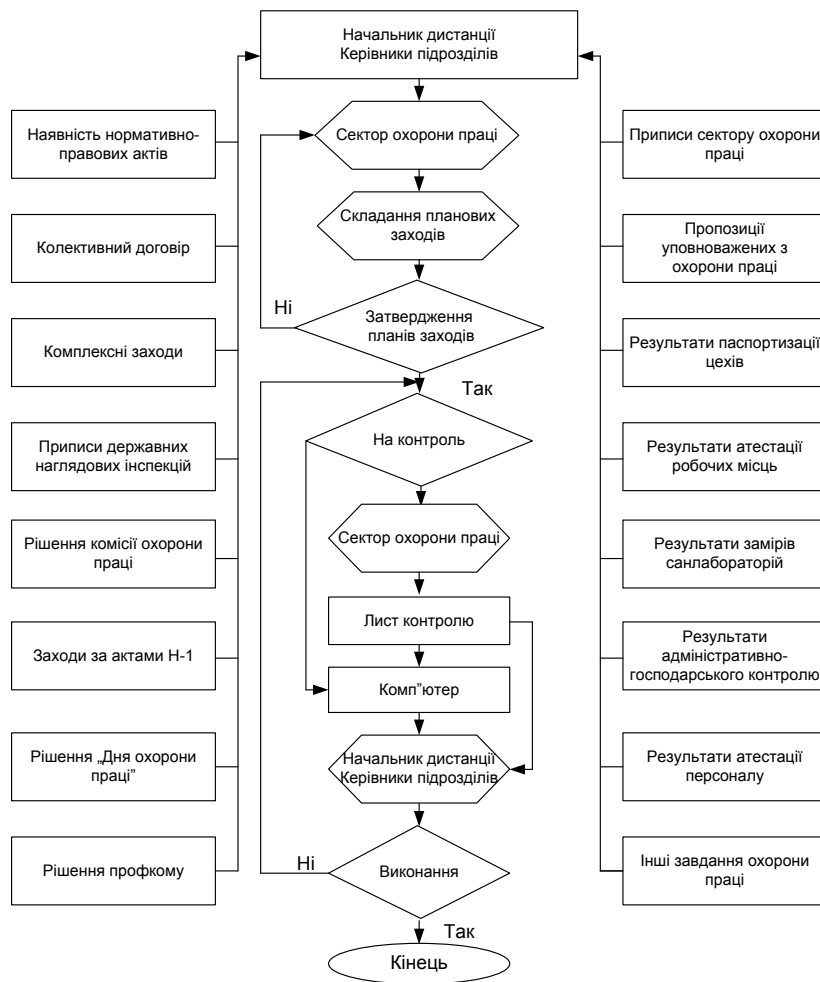 Начальник дистанції
Керівники підрозділів
Наявність нормативно-
правових актів
Колективний договір
Комплексні заходи
Приписи державних
наглядових інспекцій
Рішення комісії охорони
праці
Заходи за актами Н-1
Рішення „Дня охорони
праці”
Рішення профкому
Сектор охорони праці
Складання планових
заходів
Ні
Затвердження
планів заходів
Так
На контроль
Сектор охорони праці
Лист контролю
Комп"ютер
Начальник дистанції
Керівники підрозділів
Ні
Виконання
Так
Кінець
Приписи сектору охорони
праці
Пропозиції
уповноважених з
охорони праці
Результати паспортизації
цехів
Результати атестації
робочих місць
Результати замірів
санлабораторій
Результати
адміністративно-
господарського контролю
Результати атестації
персоналу
Інші завдання охорони
праці